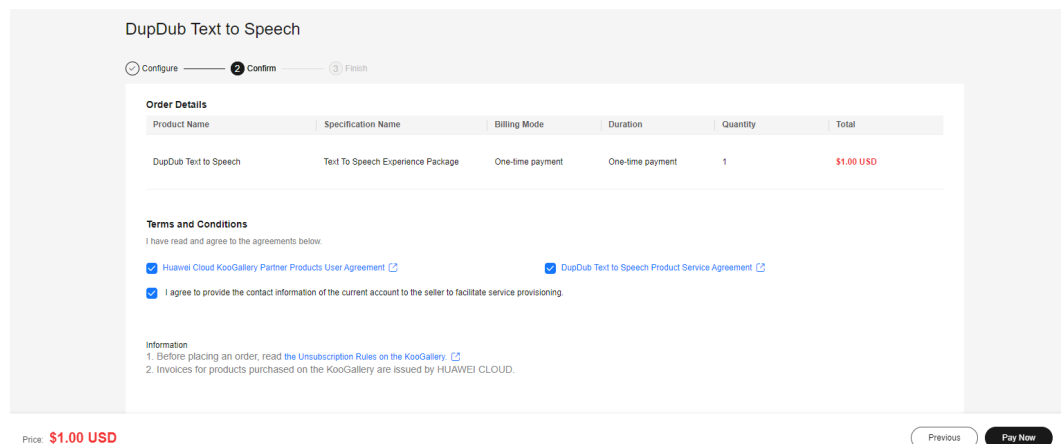 DupDub Text to Speech
Configure 2 Confirm 3 Finish
Order Details
Product Name Specification Name Billing Mode Duration Quantity Total
DupDub Text to Speech Text To Speech Experience Package One-time payment One-time payment 1 $1.00 USD
Terms and Conditions
I have read and agree to the agreements below.
Huawei Cloud KooGallery Partner Products User Agreement DupDub Text to Speech Product Service Agreement
I agree to provide the contact information of the current account to the seller to facilitate service provisioning.
Information
1. Before placing an order, read the Unsubscription Rules on the KooGallery.
2. Invoices for products purchased on the KooGallery are issued by HUAWEI CLOUD.
Price: $1.00 USD Previous Pay Now